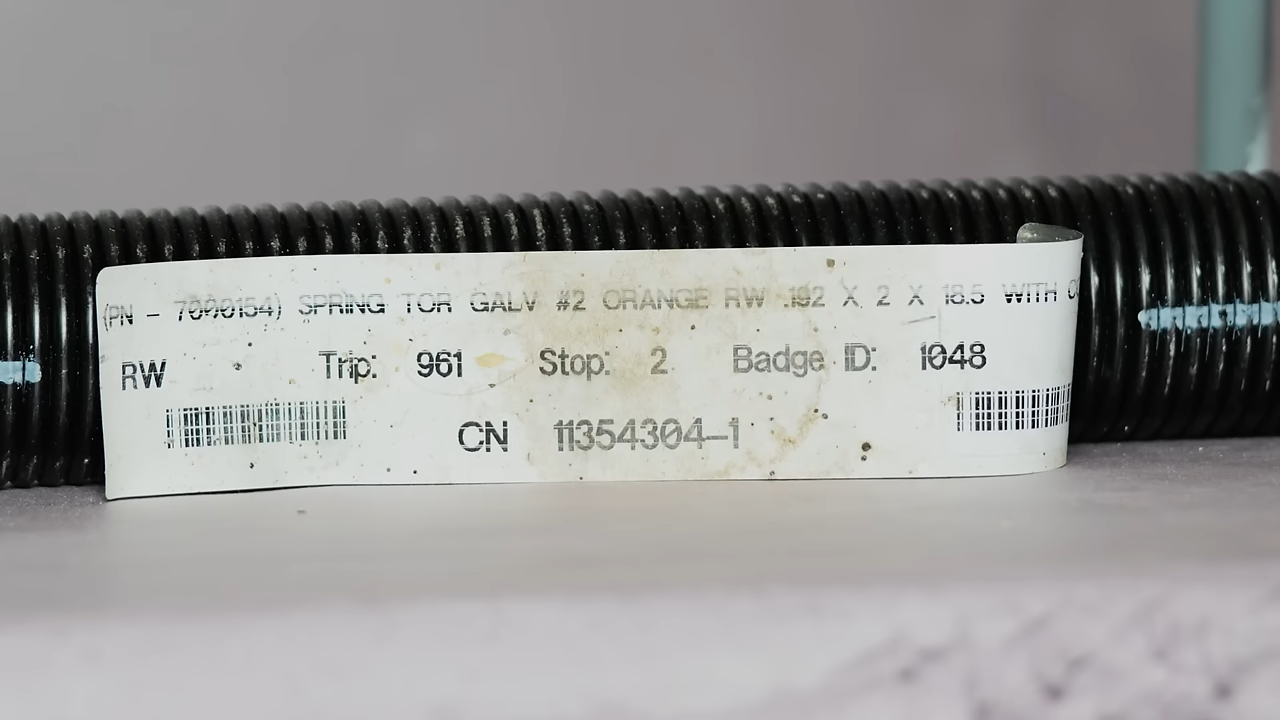 (PN - 7000154) SPRING TOR GALV #2 ORANGE RW .192 X 2 X 18.5 WITH
RW Trip: 961 Stop: 2 Badge ID: 1048
CN 11354304-1